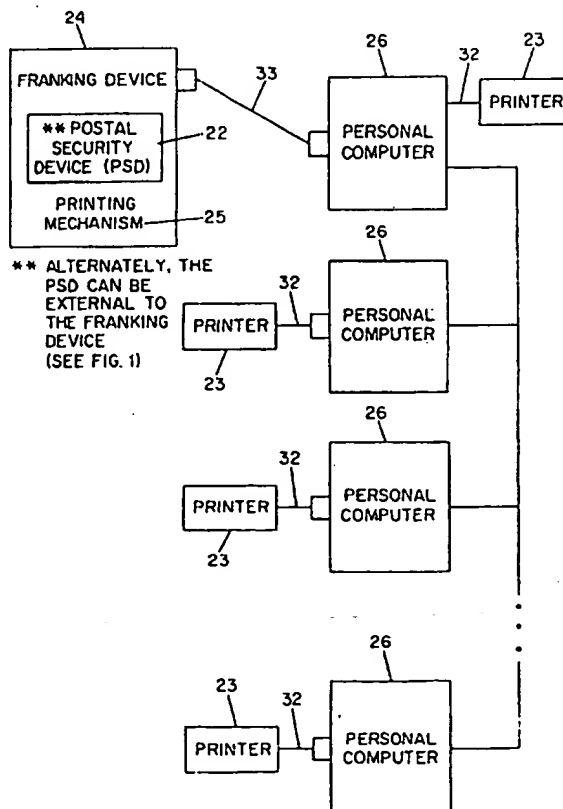 24
FRANKING DEVICE
** POSTAL
SECURITY
DEVICE (PSD)
22
PRINTING
MECHANISM
25
** ALTERNATELY, THE
PSD CAN BE
EXTERNAL TO
THE FRANKING
DEVICE
(SEE FIG. 1)
33
26
PERSONAL
COMPUTER
32
23
PRINTER
26
PERSONAL
COMPUTER
32
PRINTER
23
26
PERSONAL
COMPUTER
32
PRINTER
23
26
PERSONAL
COMPUTER
23
32
PRINTER